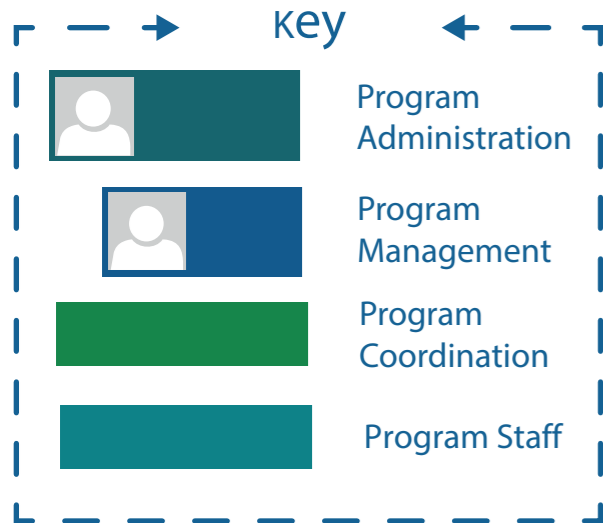 Key
Program
Administration
Program
Management
Program
Coordination
Program Staff